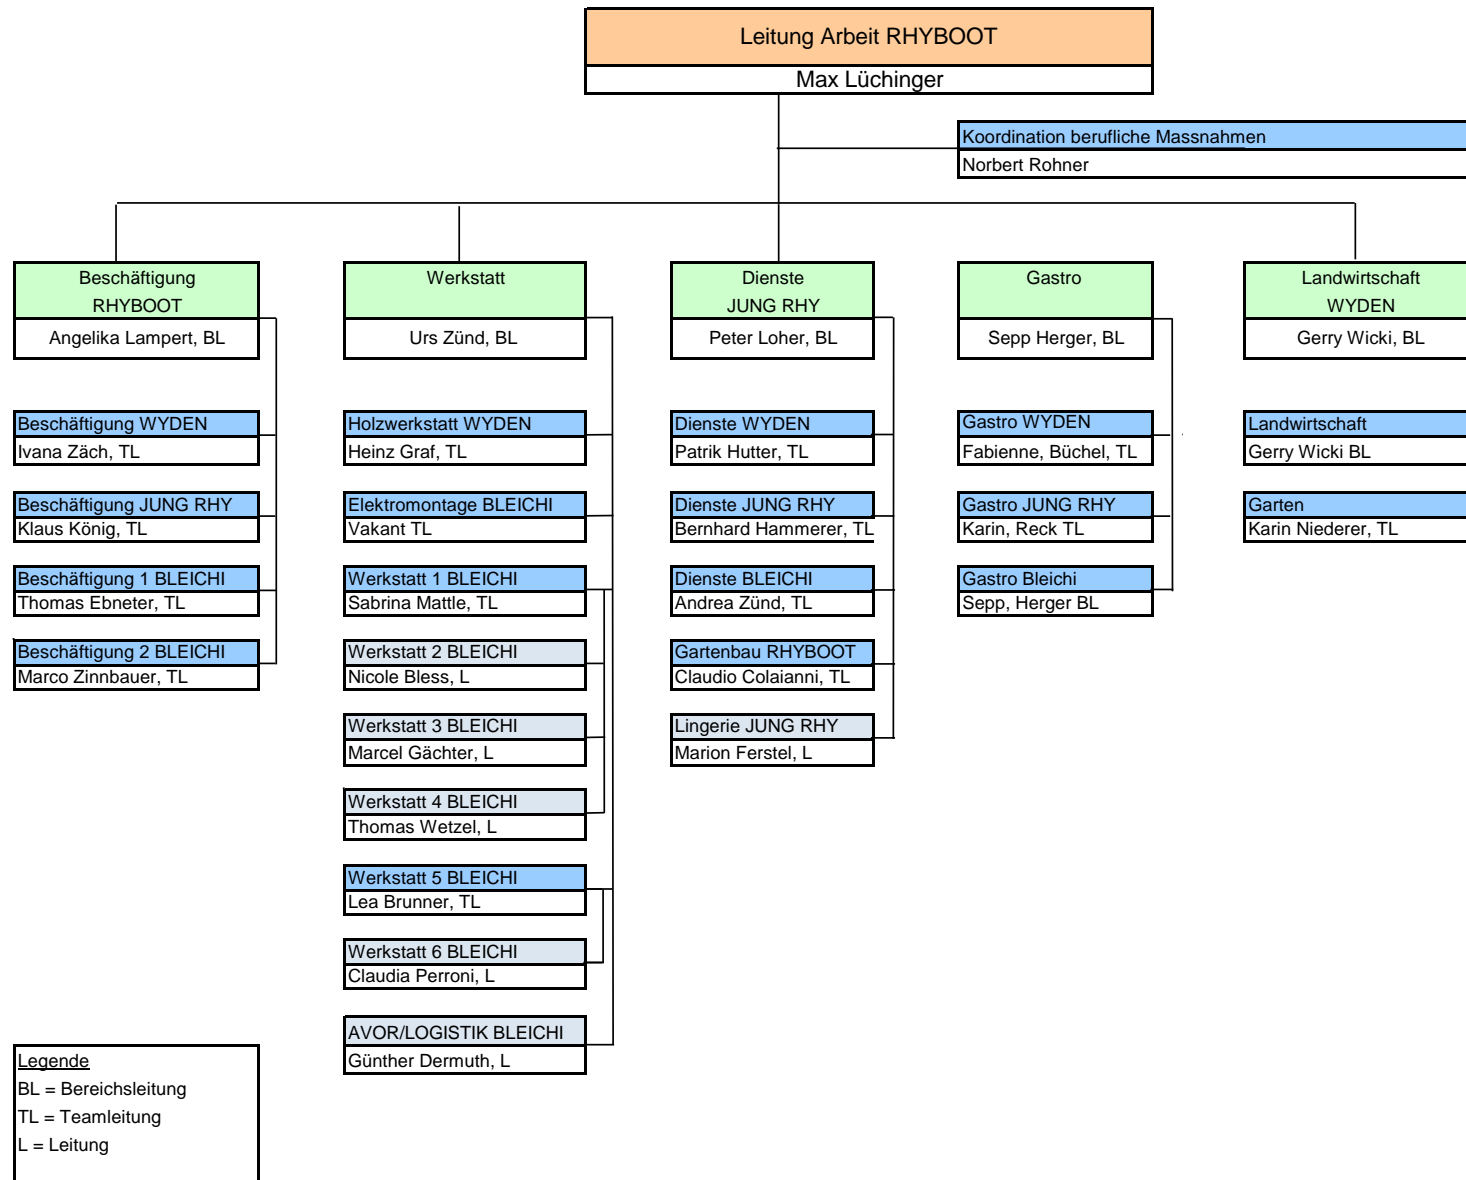 Leitung Arbeit RHYBOOT
Max Lüchinger
Koordination berufliche Massnahmen
Norbert Rohner
Beschäftigung
RHYBOOT
Angelika Lampert, BL
Beschäftigung WYDEN
Ivana Zäch, TL
Beschäftigung JUNG RHY
Klaus König, TL
Beschäftigung 1 BLEICHI
Thomas Ebneter, TL
Beschäftigung 2 BLEICHI
Marco Zinnbauer, TL
Werkstatt
Urs Zünd, BL
Holzwerkstatt WYDEN
Heinz Graf, TL
Elektromontage BLEICHI
Vakant TL
Werkstatt 1 BLEICHI
Sabrina Mattle, TL
Werkstatt 2 BLEICHI
Nicole Bless, L
Werkstatt 3 BLEICHI
Marcel Gächter, L
Werkstatt 4 BLEICHI
Thomas Wetzel, L
Werkstatt 5 BLEICHI
Lea Brunner, TL
Werkstatt 6 BLEICHI
Claudia Perroni, L
AVOR/LOGISTIK BLEICHI
Günther Dermuth, L
Dienste
JUNG RHY
Peter Loher, BL
Dienste WYDEN
Patrik Hutter, TL
Dienste JUNG RHY
Bernhard Hammerer, TL
Dienste BLEICHI
Andrea Zünd, TL
Gartenbau RHYBOOT
Claudio Colaianni, TL
Lingerie JUNG RHY
Marion Ferstel, L
Gastro
Sepp Herger, BL
Gastro WYDEN
Fabienne, Büchel, TL
Gastro JUNG RHY
Karin, Reck TL
Gastro Bleichi
Sepp, Herger BL
Landwirtschaft
WYDEN
Gerry Wicki, BL
Landwirtschaft
Gerry Wicki BL
Garten
Karin Niederer, TL
Legende
BL = Bereichsleitung
TL = Teamleitung
L = Leitung